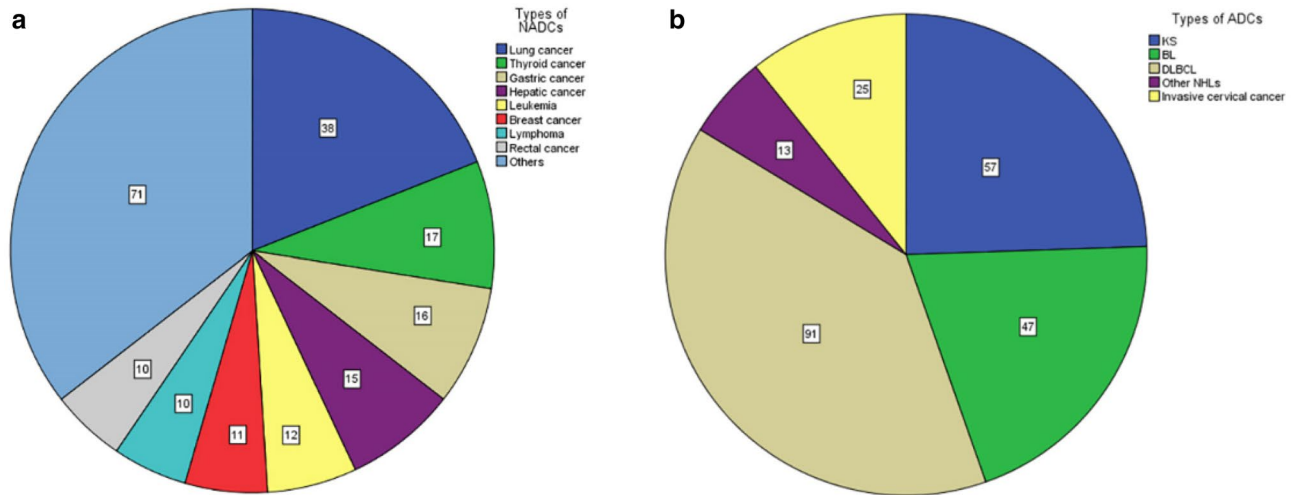 a
Types of
NADCs
Lung cancer
Thyroid cancer
Gastric cancer
Hepatic cancer
Leukemia
Breast cancer
Lymphoma
Rectal cancer
Others
38
17
16
15
12
11
10
10
71
b
Types of ADCs
KS
BL
DLBCL
Other NHLs
Invasive cervical cancer
57
47
91
13
25